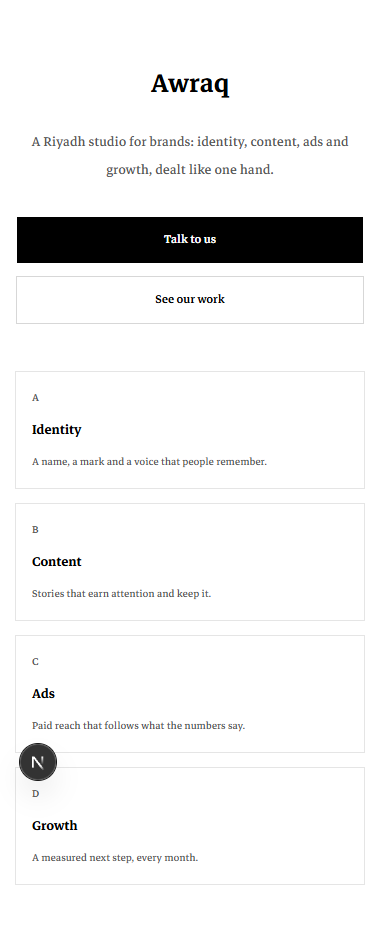 Awraq
A Riyadh studio for brands: identity, content, ads and
growth, dealt like one hand.
Talk to us
See our work
A
Identity
A name, a mark and a voice that people remember.
B
Content
Stories that earn attention and keep it.
C
Ads
Paid reach that follows what the numbers say.
N
D
Growth
A measured next step, every month.